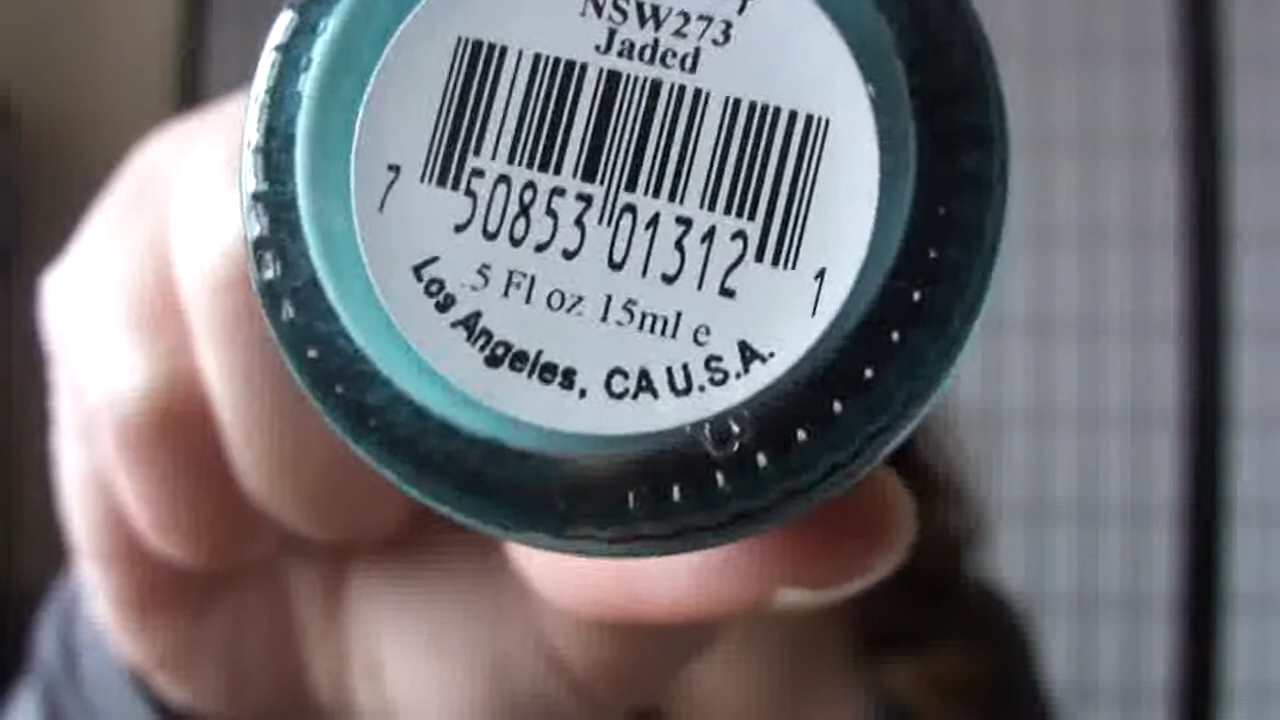 NSW273
Jaded
7 50853 01312 1
.5 Fl oz 15ml e
Los Angeles, CA U.S.A.